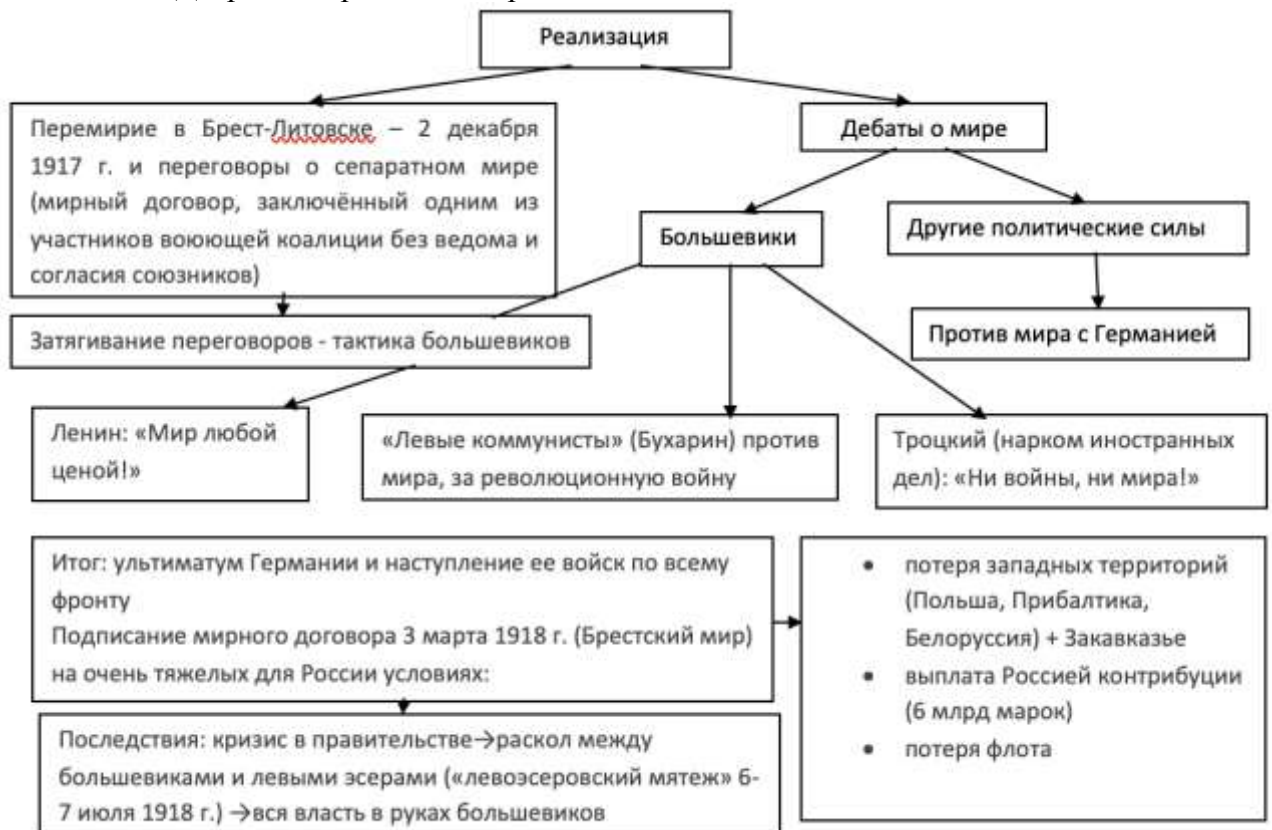 Реализация
Перемирие в Брест-Литовске – 2 декабря
1917 г. и переговоры о сепаратном мире
(мирный договор, заключённый одним из
участников воюющей коалиции без ведома и
согласия союзников)
Дебаты о мире
Большевики
Другие политические силы
Затягивание переговоров - тактика большевиков
Против мира с Германией
Ленин: «Мир любой
ценой!»
«Левые коммунисты» (Бухарин) против
мира, за революционную войну
Троцкий (нарком иностранных
дел): «Ни войны, ни мира!»
Итог: ультиматум Германии и наступление ее войск по всему
фронту
Подписание мирного договора 3 марта 1918 г. (Брестский мир)
на очень тяжелых для России условиях:
• потеря западных территорий
(Польша, Прибалтика,
Белоруссия) + Закавказье
• выплата Россией контрибуции
(6 млрд марок)
• потеря флота
Последствия: кризис в правительстве→раскол между
большевиками и левыми эсерами («левоэсеровский мятеж» 6-
7 июля 1918 г.) →вся власть в руках большевиков